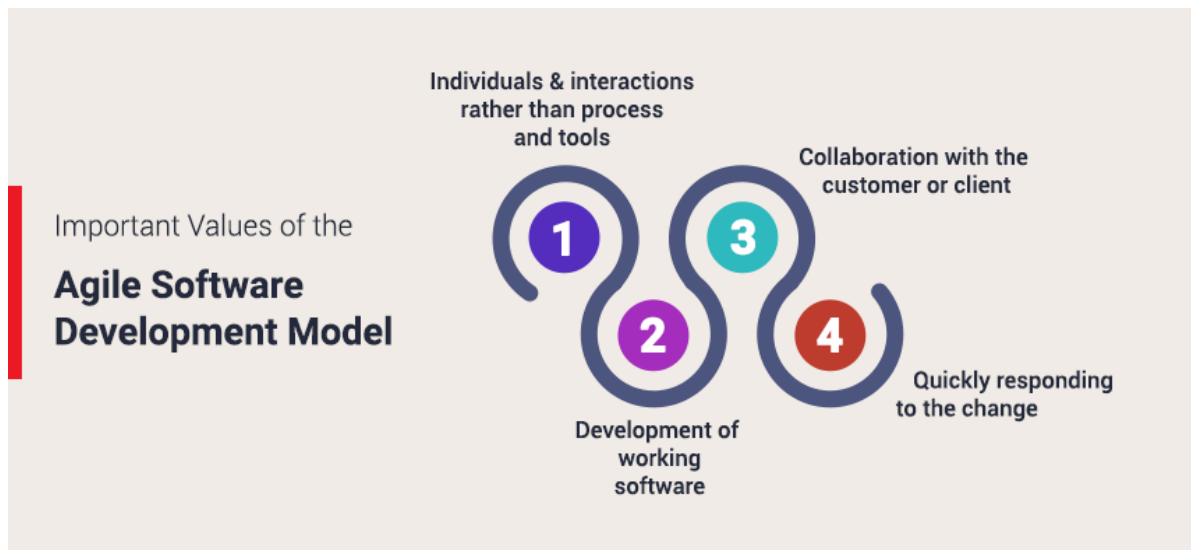 Important Values of the
Agile Software
Development Model
Individuals & interactions
rather than process
and tools
1
2
Development of
working
software
3
Collaboration with the
customer or client
4
Quickly responding
to the change